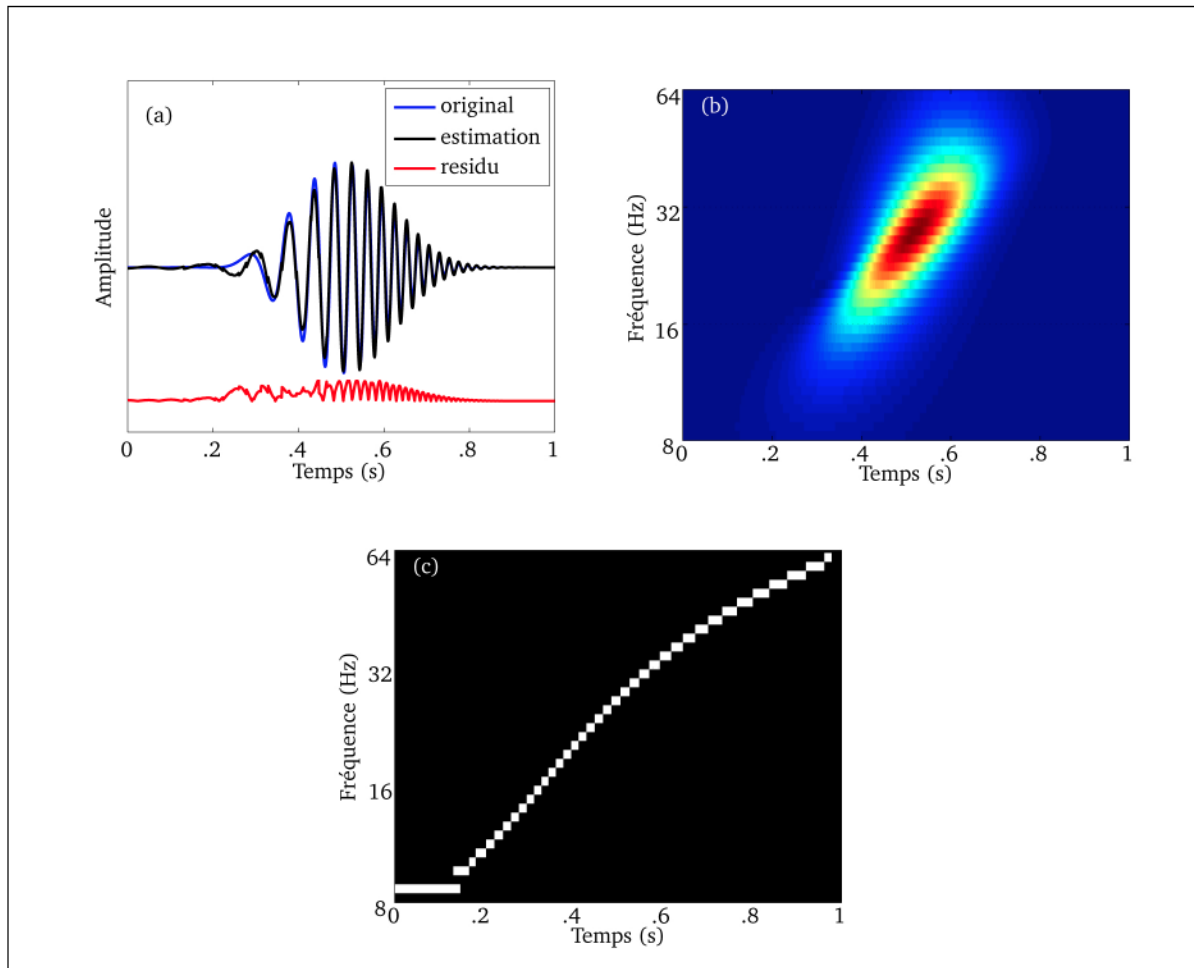 (a)
original
estimation
residu
Amplitude
0 .2 .4 .6 .8 1
Temps (s)
(b)
64
32
16
8
Fréquence (Hz)
0 .2 .4 .6 .8 1
Temps (s)
(c)
64
32
16
8
Fréquence (Hz)
0 .2 .4 .6 .8 1
Temps (s)